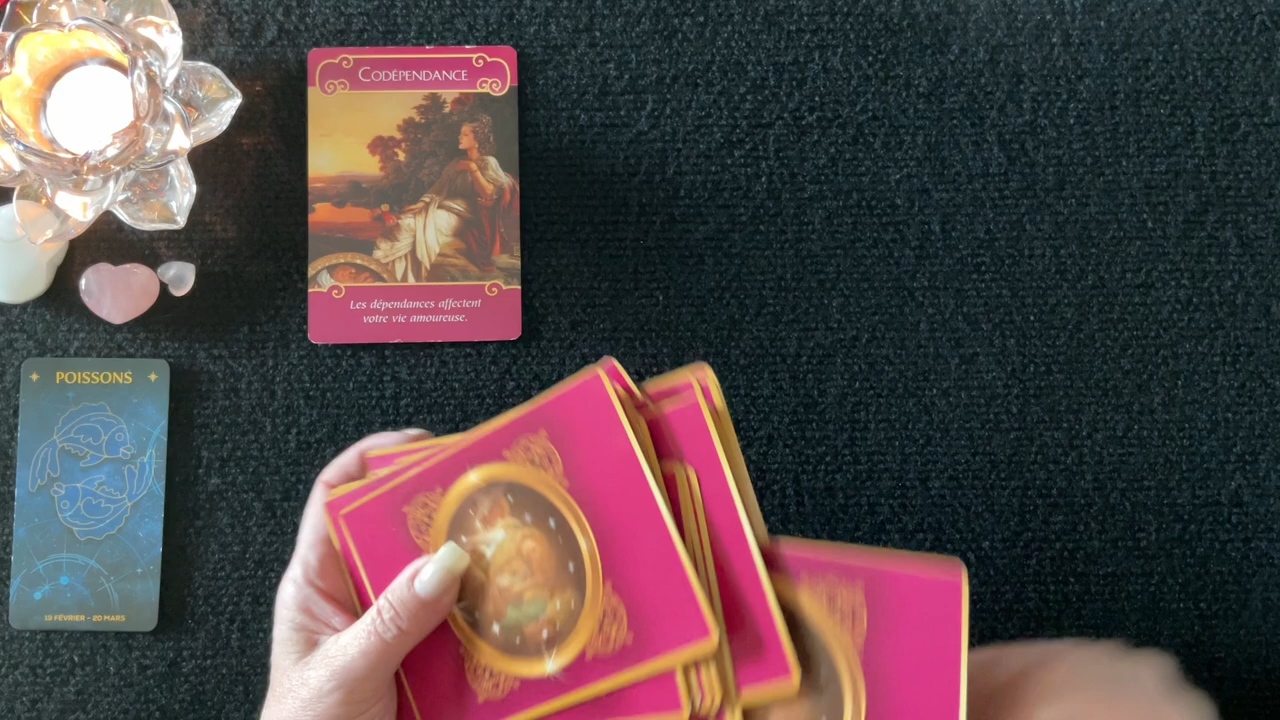 CODÉPENDANCE
Les dépendances affectent
votre vie amoureuse.
POISSONS
19 FÉVRIER - 20 MARS